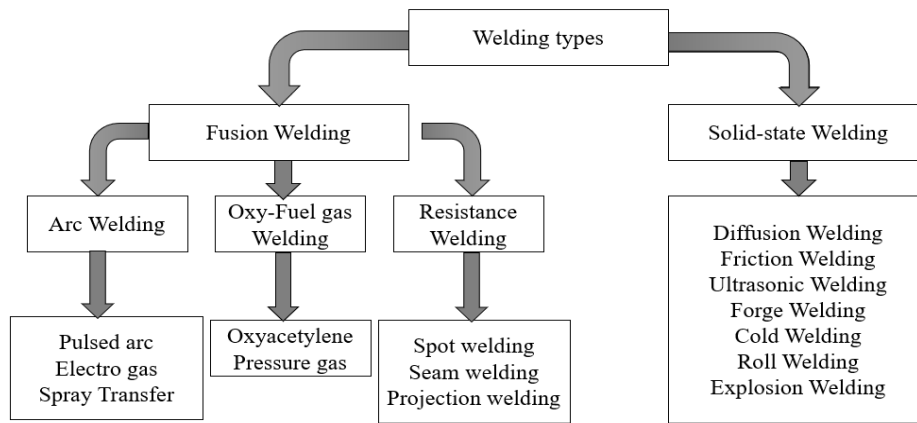 Welding types
Fusion Welding
Solid-state Welding
Arc Welding
Oxy-Fuel gas
Welding
Resistance
Welding
Pulsed arc
Electro gas
Spray Transfer
Oxyacetylene
Pressure gas
Spot welding
Seam welding
Projection welding
Diffusion Welding
Friction Welding
Ultrasonic Welding
Forge Welding
Cold Welding
Roll Welding
Explosion Welding